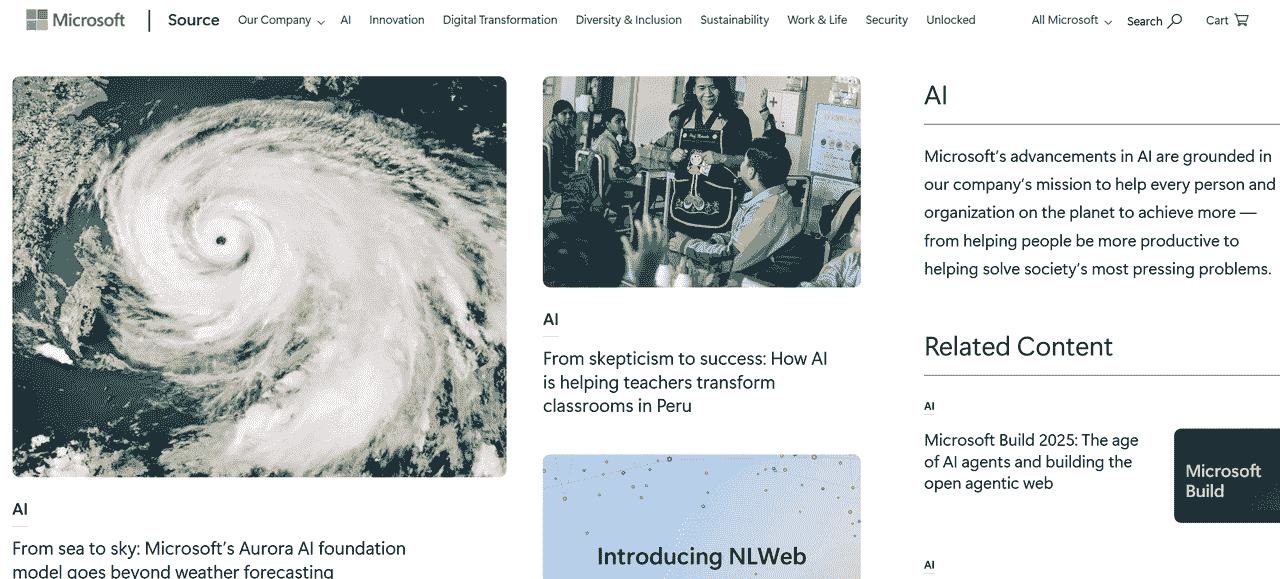 Microsoft
Source
Our Company
AI
Innovation
Digital Transformation
Diversity & Inclusion
Sustainability
Work & Life
Security
Unlocked
All Microsoft
Search
Cart
AI
From sea to sky: Microsoft's Aurora AI foundation
model goes beyond weather forecasting
AI
From skepticism to success: How AI
is helping teachers transform
classrooms in Peru
Introducing NLWeb
AI
Microsoft's advancements in AI are grounded in
our company's mission to help every person and
organization on the planet to achieve more —
from helping people be more productive to
helping solve society's most pressing problems.
Related Content
AI
Microsoft Build 2025: The age
of AI agents and building the
open agentic web
Microsoft
Build
AI